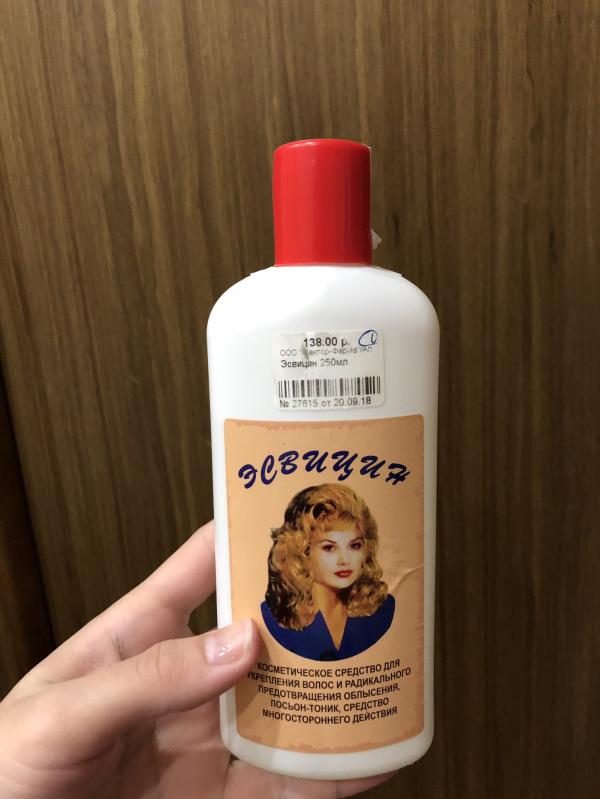 138.00 р.
Эсвицин 250мл
№ 27615 от 20.09.18
ЭСВИЦИН
КОСМЕТИЧЕСКОЕ СРЕДСТВО ДЛЯ
УКРЕПЛЕНИЯ ВОЛОС И РАДИКАЛЬНОГО
ПРЕДОТВРАЩЕНИЯ ОБЛЫСЕНИЯ,
ЛОСЬОН-ТОНИК, СРЕДСТВО
МНОГОСТОРОННЕГО ДЕЙСТВИЯ